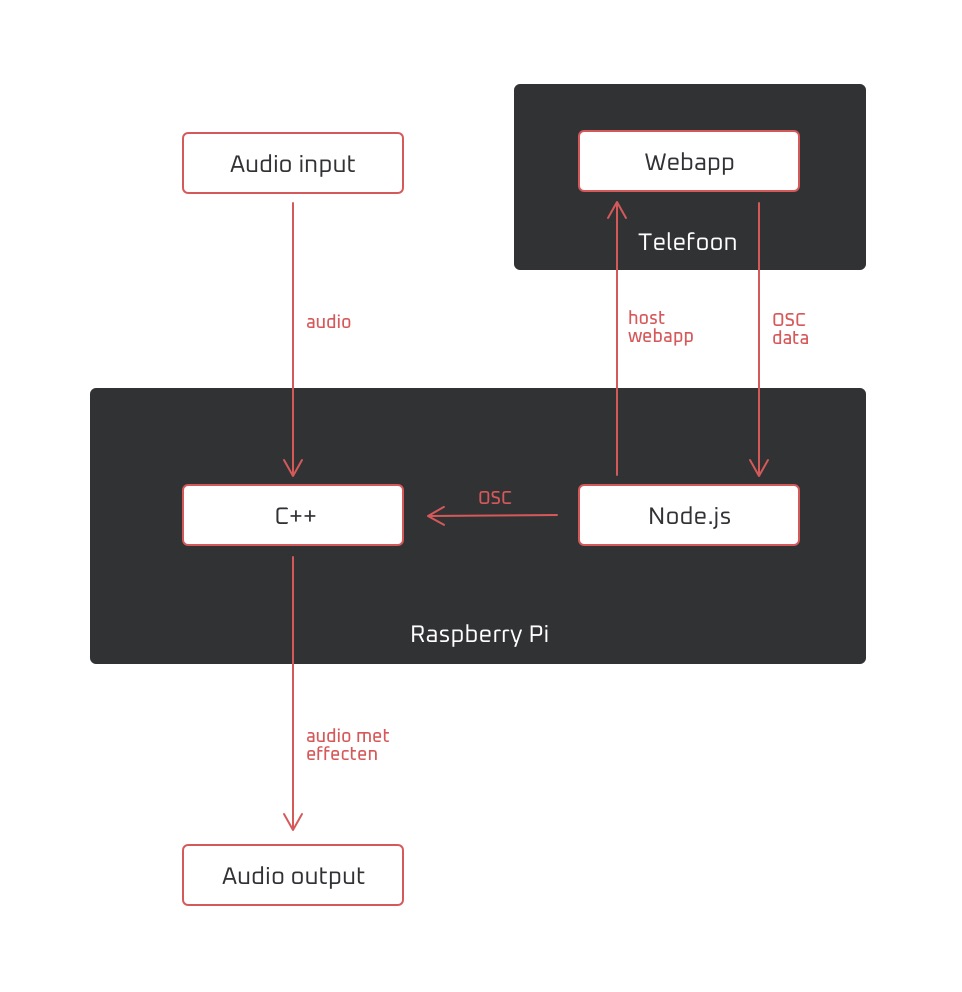 Audio input
Webapp
Telefoon
audio
host
webapp
OSC
data
C++
OSC
Node.js
Raspberry Pi
audio met
effecten
Audio output